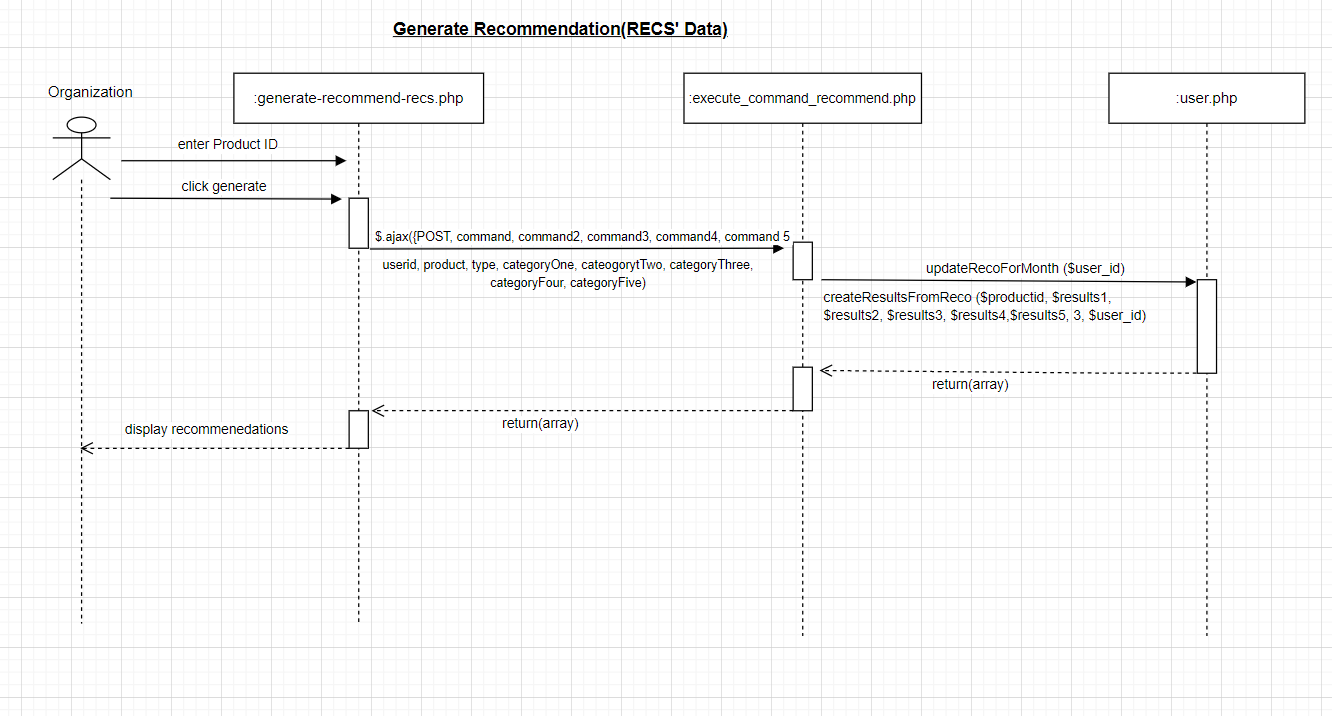 Generate Recommendation(RECS' Data)
Organization
:generate-recommend-recs.php
:execute_command_recommend.php
:user.php
enter Product ID
click generate
$.ajax({POST, command, command2, command3, command4, command 5
userid, product, type, categoryOne, cateogorytTwo, categoryThree,
categoryFour, categoryFive)
updateRecoForMonth ($user_id)
createResultsFromReco ($productid, $results1,
$results2, $results3, $results4,$results5, 3, $user_id)
return(array)
return(array)
display recommenedations